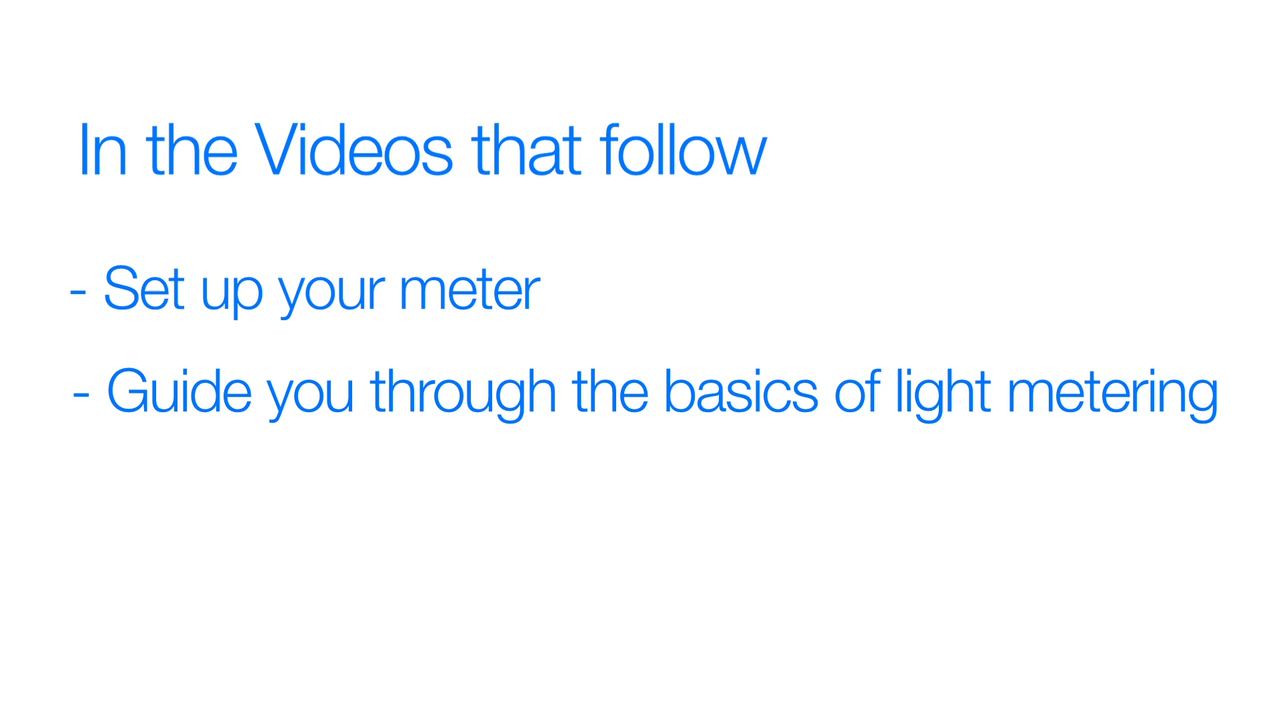 In the Videos that follow
- Set up your meter
- Guide you through the basics of light metering